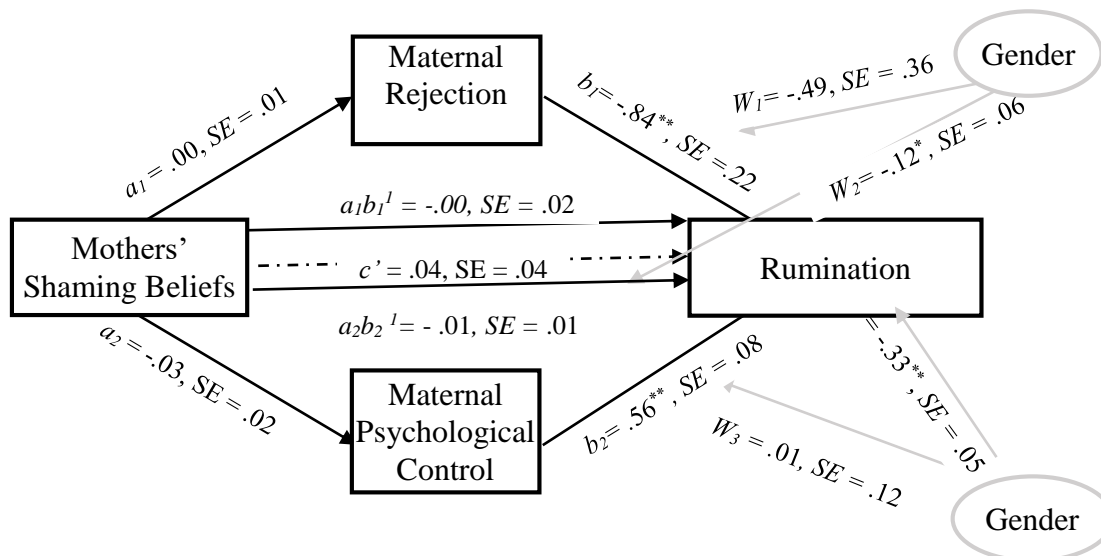 Maternal
Rejection
Gender
a₁ = .00, SE = .01
b₁= -.84**, SE =.22
W₁= -.49, SE = .36
W₂= -.12*, SE = .06
Mothers’
Shaming Beliefs
a₁b₁¹ = -.00, SE = .02
c’ = .04, SE = .04
a₂b₂ ¹ = - .01, SE = .01
Rumination
a₂ = -.03, SE = .02
Maternal
Psychological
Control
b₂= .56**, SE = .08
= -.33**, SE = .05
W₃ = .01, SE = .12
Gender